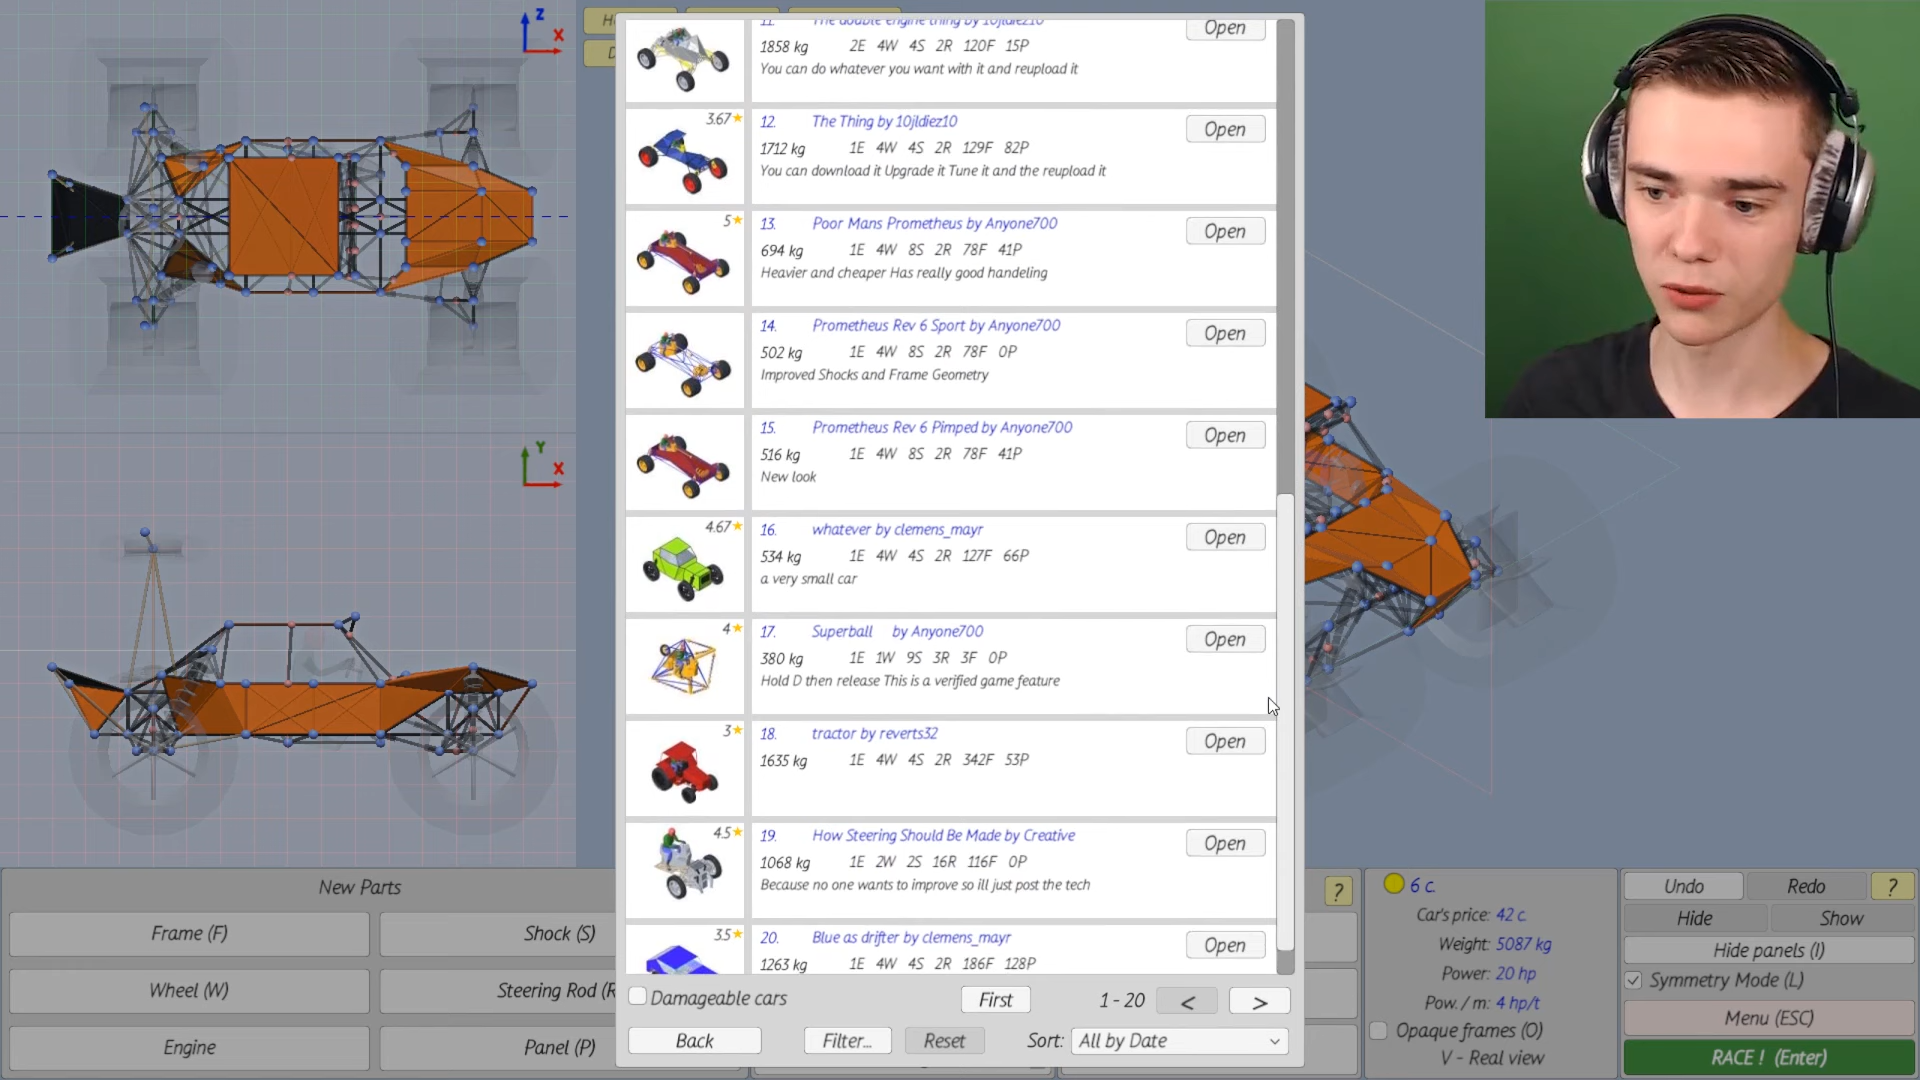 Z
X
Y
X
H
D
11. The double engine thing by 10jldiez10
1858 kg 2E 4W 4S 2R 120F 15P
You can do whatever you want with it and reupload it
Open
3.67
12. The Thing by 10jldiez10
1712 kg 1E 4W 4S 2R 129F 82P
You can download it Upgrade it Tune it and the reupload it
Open
5
13. Poor Mans Prometheus by Anyone700
694 kg 1E 4W 8S 2R 78F 41P
Heavier and cheaper Has really good handeling
Open
14. Prometheus Rev 6 Sport by Anyone700
502 kg 1E 4W 8S 2R 78F 0P
Improved Shocks and Frame Geometry
Open
15. Prometheus Rev 6 Pimped by Anyone700
516 kg 1E 4W 8S 2R 78F 41P
New look
Open
4.67
16. whatever by clemens_mayr
534 kg 1E 4W 4S 2R 127F 66P
a very small car
Open
4
17. Superball by Anyone700
380 kg 1E 1W 9S 3R 3F 0P
Hold D then release This is a verified game feature
Open
3
18. tractor by reverts32
1635 kg 1E 4W 4S 2R 342F 53P
Open
4.5
19. How Steering Should Be Made by Creative
1068 kg 1E 2W 2S 16R 116F 0P
Because no one wants to improve so ill just post the tech
Open
3.5
20. Blue as drifter by clemens_mayr
1263 kg 1E 4W 4S 2R 186F 128P
Open
Damageable cars First 1 - 20 < >
Back Filter... Reset Sort: All by Date
New Parts
Frame (F) Shock (S)
Wheel (W) Steering Rod (R
Engine Panel (P)
?
6 c.
Car's price: 42 c.
Weight: 5087 kg
Power: 20 hp
Pow. / m: 4 hp/t
Opaque frames (O)
V - Real view
Undo Redo ?
Hide Show
Hide panels (I)
Symmetry Mode (L)
Menu (ESC)
RACE ! (Enter)